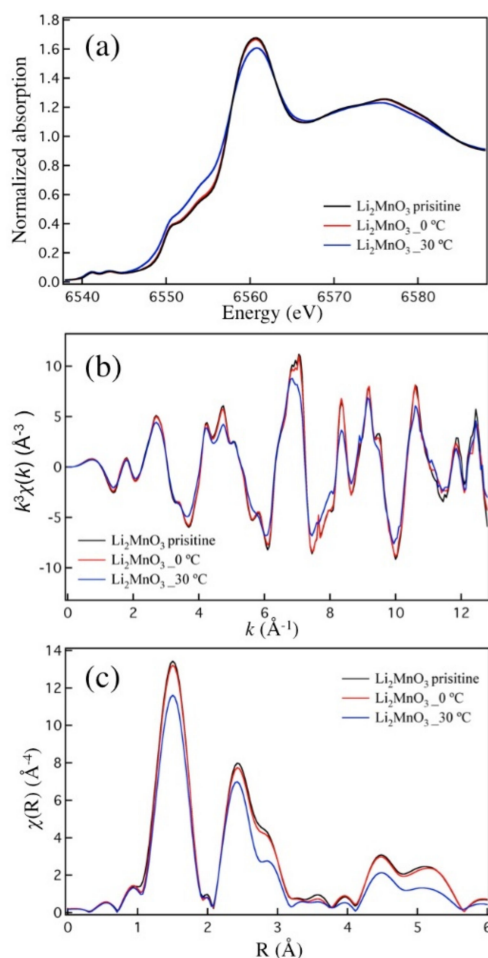 (a)
Normalized absorption
1.8
1.6
1.4
1.2
1.0
0.8
0.6
0.4
0.2
0.0
Li₂MnO₃ prisitine
Li₂MnO₃_0 ºC
Li₂MnO₃_30 ºC
6540 6550 6560 6570 6580
Energy (eV)
(b)
k³χ(k) (Å⁻³)
10
5
0
-5
-10
Li₂MnO₃ prisitine
Li₂MnO₃_0 ºC
Li₂MnO₃_30 ºC
0 2 4 6 8 10 12
k (Å⁻¹)
(c)
χ(R) (Å⁻⁴)
14
12
10
8
6
4
2
0
Li₂MnO₃ prisitine
Li₂MnO₃_0 ºC
Li₂MnO₃_30 ºC
0 1 2 3 4 5 6
R (Å)